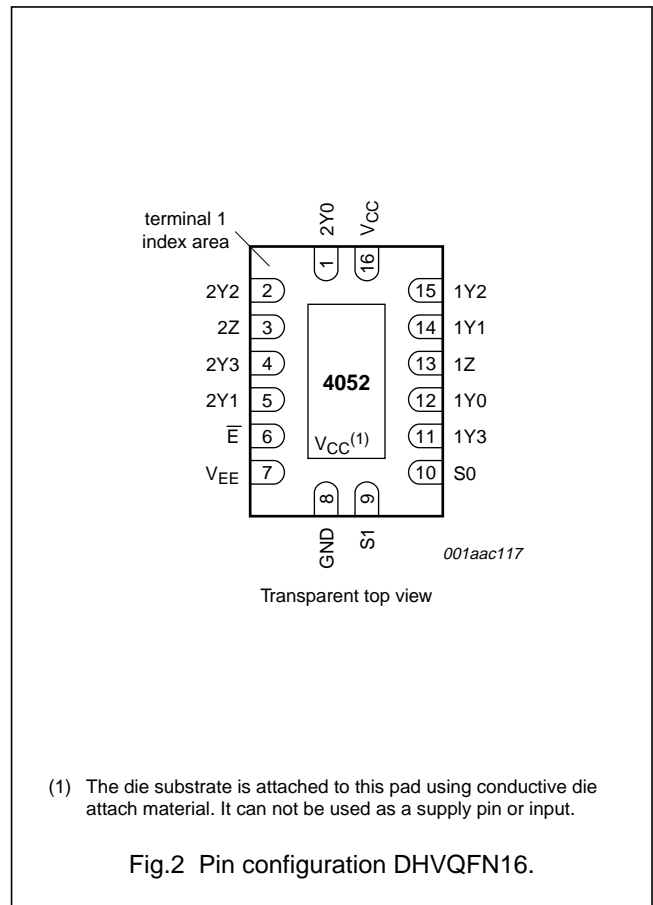 terminal 1
index area
2Y0
VCC
1
16
2Y2 2
15 1Y2
2Z 3
14 1Y1
2Y3 4
13 1Z
4052
2Y1 5
12 1Y0
E̅ 6
11 1Y3
VCC(1)
VEE 7
10 S0
8
9
GND
S1
001aac117
Transparent top view
(1) The die substrate is attached to this pad using conductive die
attach material. It can not be used as a supply pin or input.
Fig.2 Pin configuration DHVQFN16.